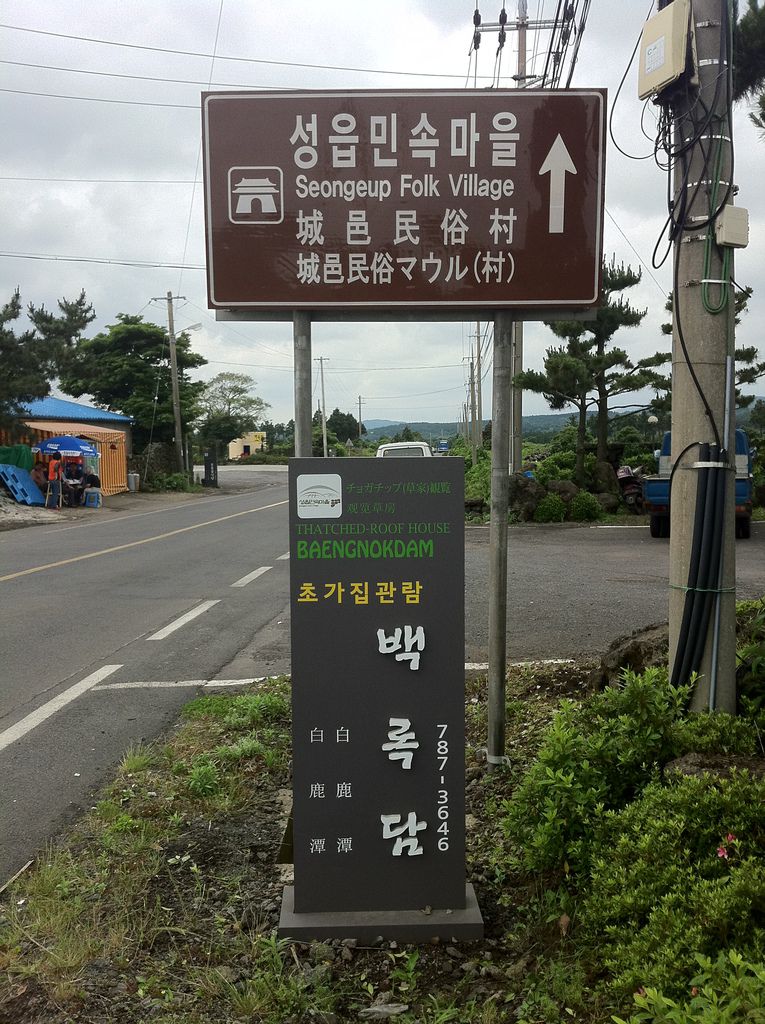 성읍민속마을
Seongeup Folk Village
城邑民俗村
城邑民俗マウル(村)
チョガチップ(草家)観覧
观览草房
THATCHED-ROOF HOUSE
BAENGNOKDAM
초가집관람
백록담
787-3646
白鹿潭
白鹿潭